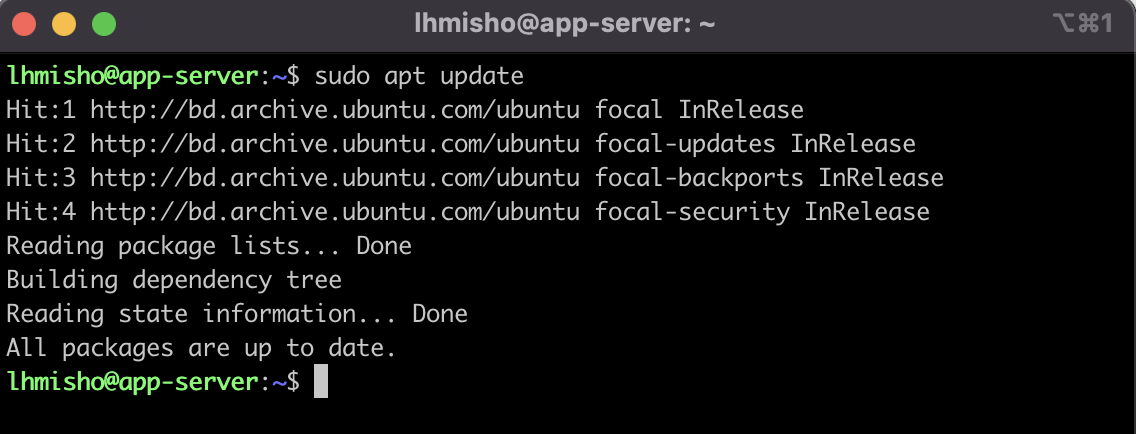 lhmisho@app-server: ~
⌥⌘1
lhmisho@app-server:~$ sudo apt update
Hit:1 http://bd.archive.ubuntu.com/ubuntu focal InRelease
Hit:2 http://bd.archive.ubuntu.com/ubuntu focal-updates InRelease
Hit:3 http://bd.archive.ubuntu.com/ubuntu focal-backports InRelease
Hit:4 http://bd.archive.ubuntu.com/ubuntu focal-security InRelease
Reading package lists... Done
Building dependency tree
Reading state information... Done
All packages are up to date.
lhmisho@app-server:~$